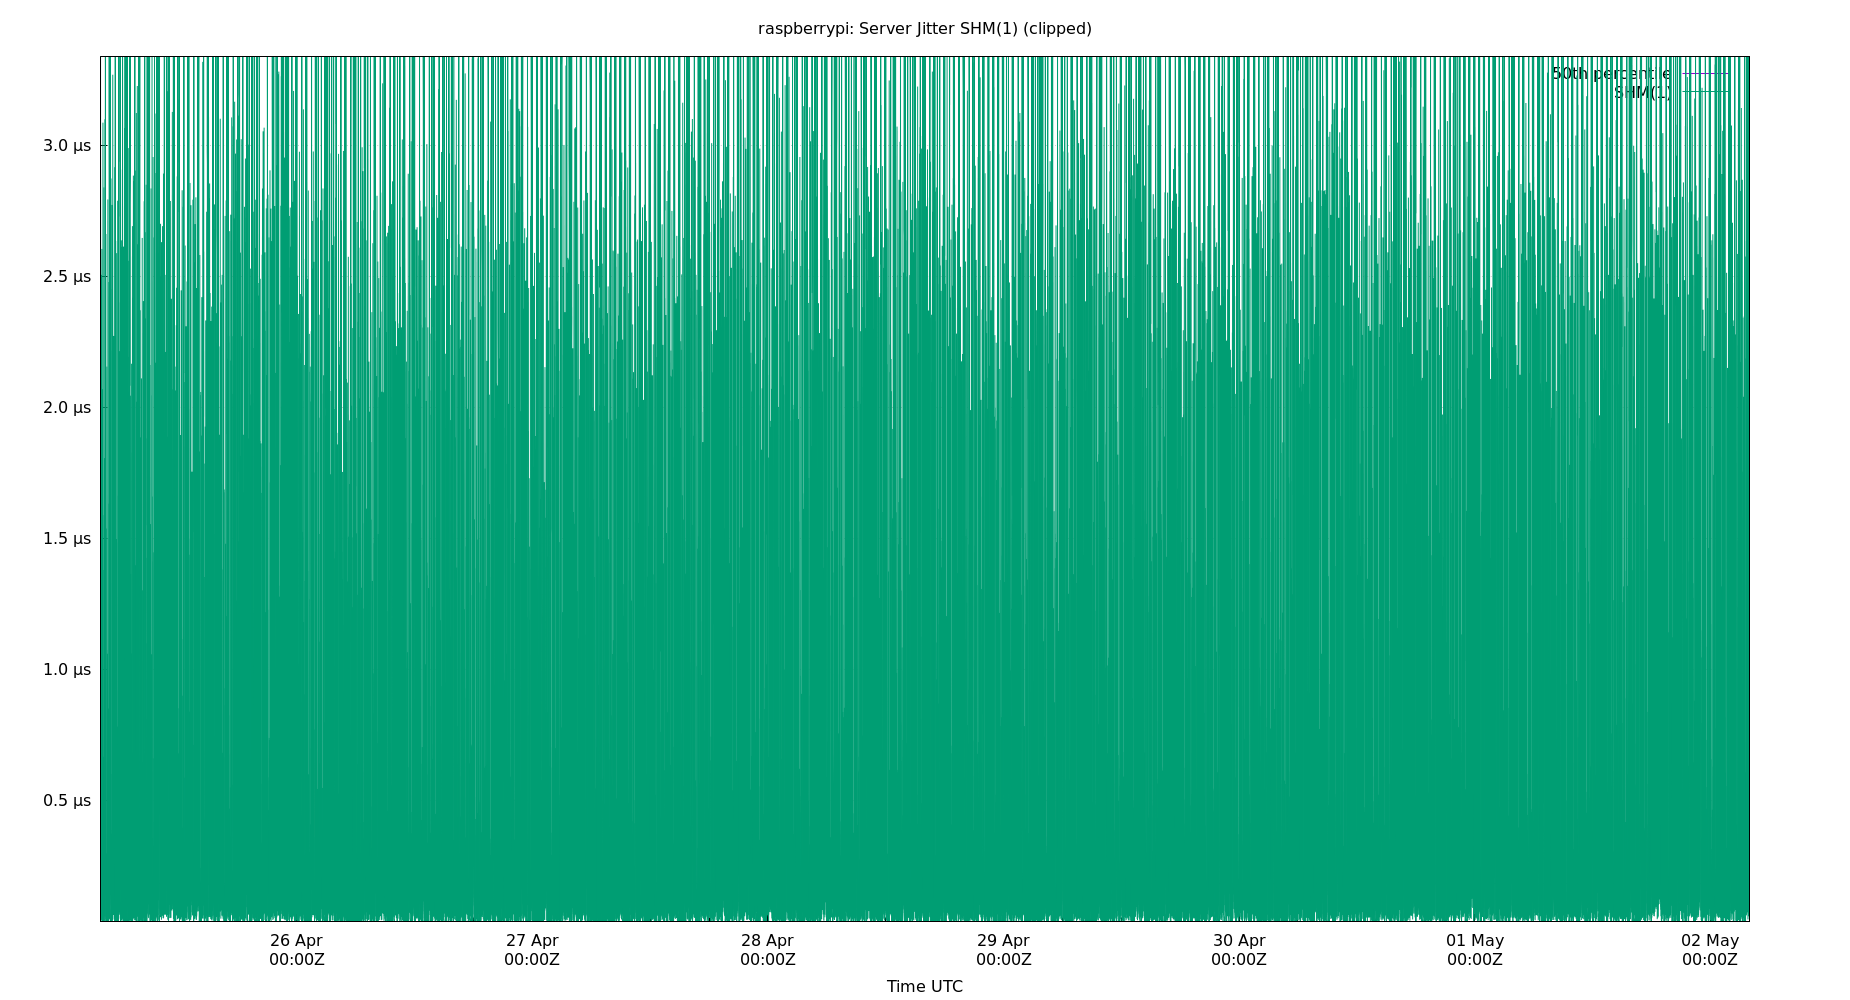 raspberrypi: Server Jitter SHM(1) (clipped)
50th percentile
SHM(1)
3.0 µs
2.5 µs
2.0 µs
1.5 µs
1.0 µs
0.5 µs
26 Apr 27 Apr 28 Apr 29 Apr 30 Apr 01 May 02 May
00:00Z 00:00Z 00:00Z 00:00Z 00:00Z 00:00Z 00:00Z
Time UTC